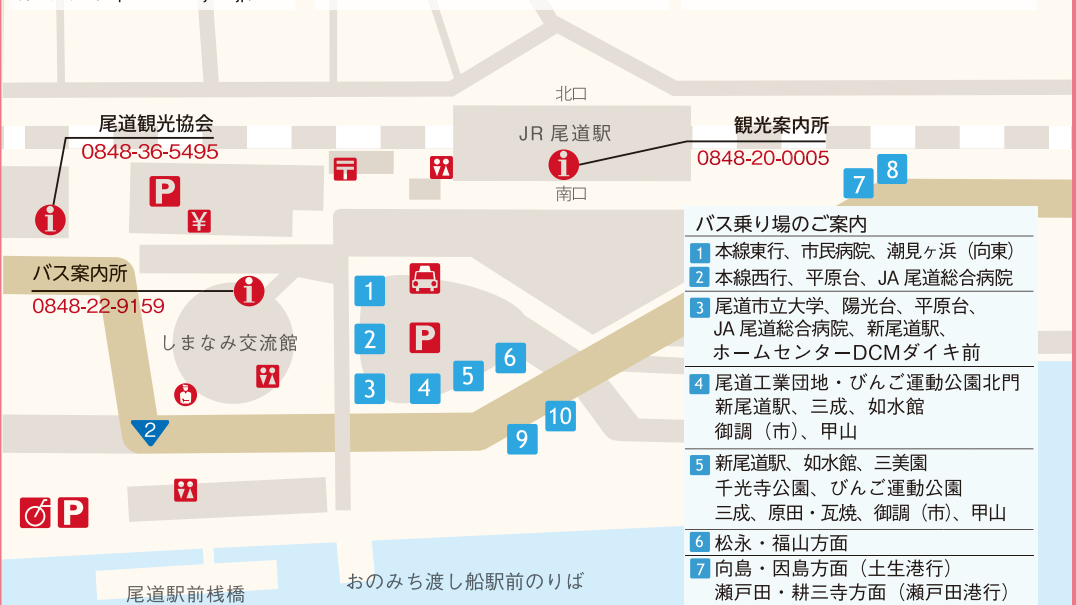 北口
尾道観光協会
0848-36-5495
JR 尾道駅
観光案内所
0848-20-0005
南口
P
¥
7
8
バス案内所
0848-22-9159
しまなみ交流館
1
2
3
P
4
5
6
9
10
2
P
尾道駅前桟橋
おのみち渡し船駅前のりば
バス乗り場のご案内
1 本線東行、市民病院、潮見ヶ浜（向東）
2 本線西行、平原台、JA 尾道総合病院
3 尾道市立大学、陽光台、平原台、
JA 尾道総合病院、新尾道駅、
ホームセンターDCMダイキ前
4 尾道工業団地・びんご運動公園北門
新尾道駅、三成、如水館
御調（市）、甲山
5 新尾道駅、如水館、三美園
千光寺公園、びんご運動公園
三成、原田・瓦焼、御調（市）、甲山
6 松永・福山方面
7 向島・因島方面（土生港行）
瀬戸田・耕三寺方面（瀬戸田港行）